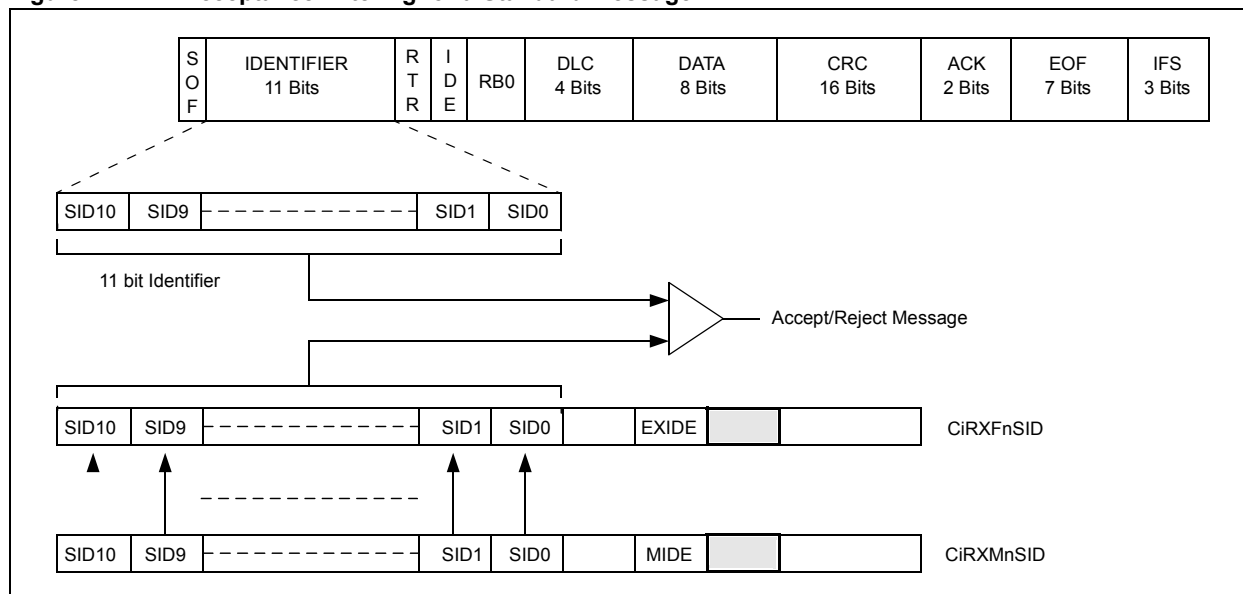 S
O
F
IDENTIFIER
11 Bits
R
T
R
I
D
E
RB0
DLC
4 Bits
DATA
8 Bits
CRC
16 Bits
ACK
2 Bits
EOF
7 Bits
IFS
3 Bits
SID10 SID9 SID1 SID0
11 bit Identifier
Accept/Reject Message
SID10 SID9 SID1 SID0 EXIDE CiRXFnSID
SID10 SID9 SID1 SID0 MIDE CiRXMnSID